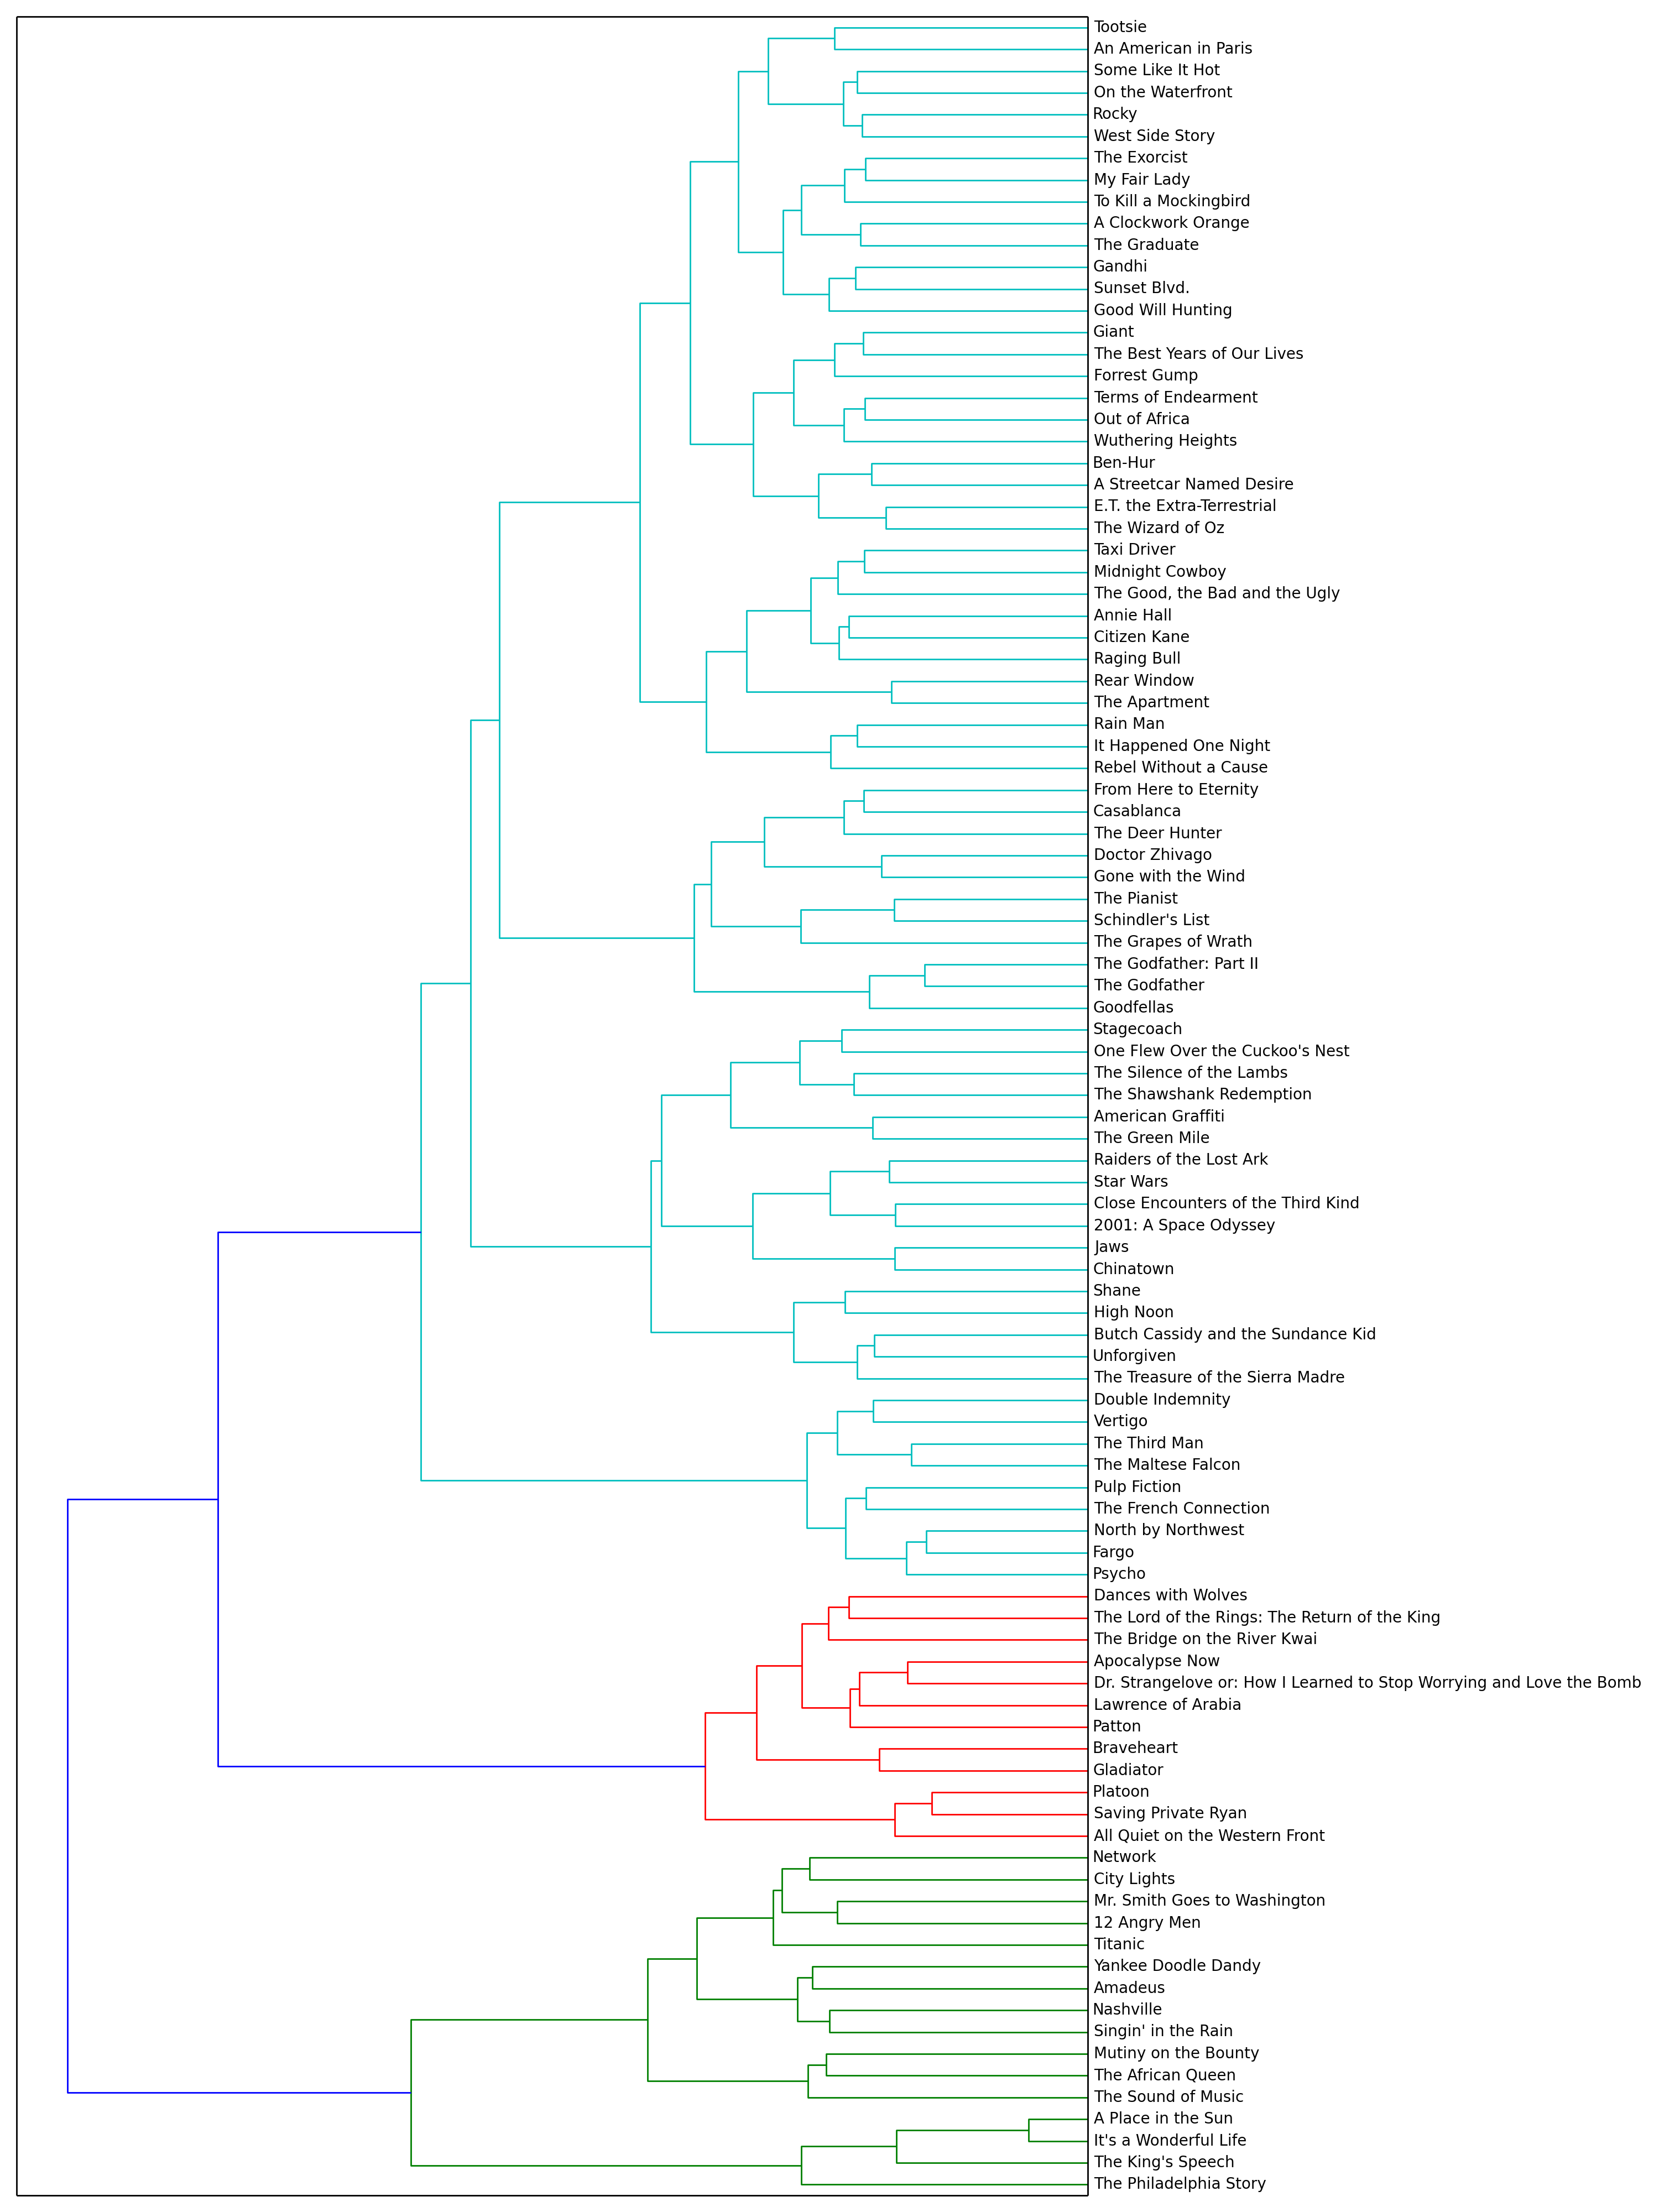 Tootsie
An American in Paris
Some Like It Hot
On the Waterfront
Rocky
West Side Story
The Exorcist
My Fair Lady
To Kill a Mockingbird
A Clockwork Orange
The Graduate
Gandhi
Sunset Blvd.
Good Will Hunting
Giant
The Best Years of Our Lives
Forrest Gump
Terms of Endearment
Out of Africa
Wuthering Heights
Ben-Hur
A Streetcar Named Desire
E.T. the Extra-Terrestrial
The Wizard of Oz
Taxi Driver
Midnight Cowboy
The Good, the Bad and the Ugly
Annie Hall
Citizen Kane
Raging Bull
Rear Window
The Apartment
Rain Man
It Happened One Night
Rebel Without a Cause
From Here to Eternity
Casablanca
The Deer Hunter
Doctor Zhivago
Gone with the Wind
The Pianist
Schindler's List
The Grapes of Wrath
The Godfather: Part II
The Godfather
Goodfellas
Stagecoach
One Flew Over the Cuckoo's Nest
The Silence of the Lambs
The Shawshank Redemption
American Graffiti
The Green Mile
Raiders of the Lost Ark
Star Wars
Close Encounters of the Third Kind
2001: A Space Odyssey
Jaws
Chinatown
Shane
High Noon
Butch Cassidy and the Sundance Kid
Unforgiven
The Treasure of the Sierra Madre
Double Indemnity
Vertigo
The Third Man
The Maltese Falcon
Pulp Fiction
The French Connection
North by Northwest
Fargo
Psycho
Dances with Wolves
The Lord of the Rings: The Return of the King
The Bridge on the River Kwai
Apocalypse Now
Dr. Strangelove or: How I Learned to Stop Worrying and Love the Bomb
Lawrence of Arabia
Patton
Braveheart
Gladiator
Platoon
Saving Private Ryan
All Quiet on the Western Front
Network
City Lights
Mr. Smith Goes to Washington
12 Angry Men
Titanic
Yankee Doodle Dandy
Amadeus
Nashville
Singin' in the Rain
Mutiny on the Bounty
The African Queen
The Sound of Music
A Place in the Sun
It's a Wonderful Life
The King's Speech
The Philadelphia Story